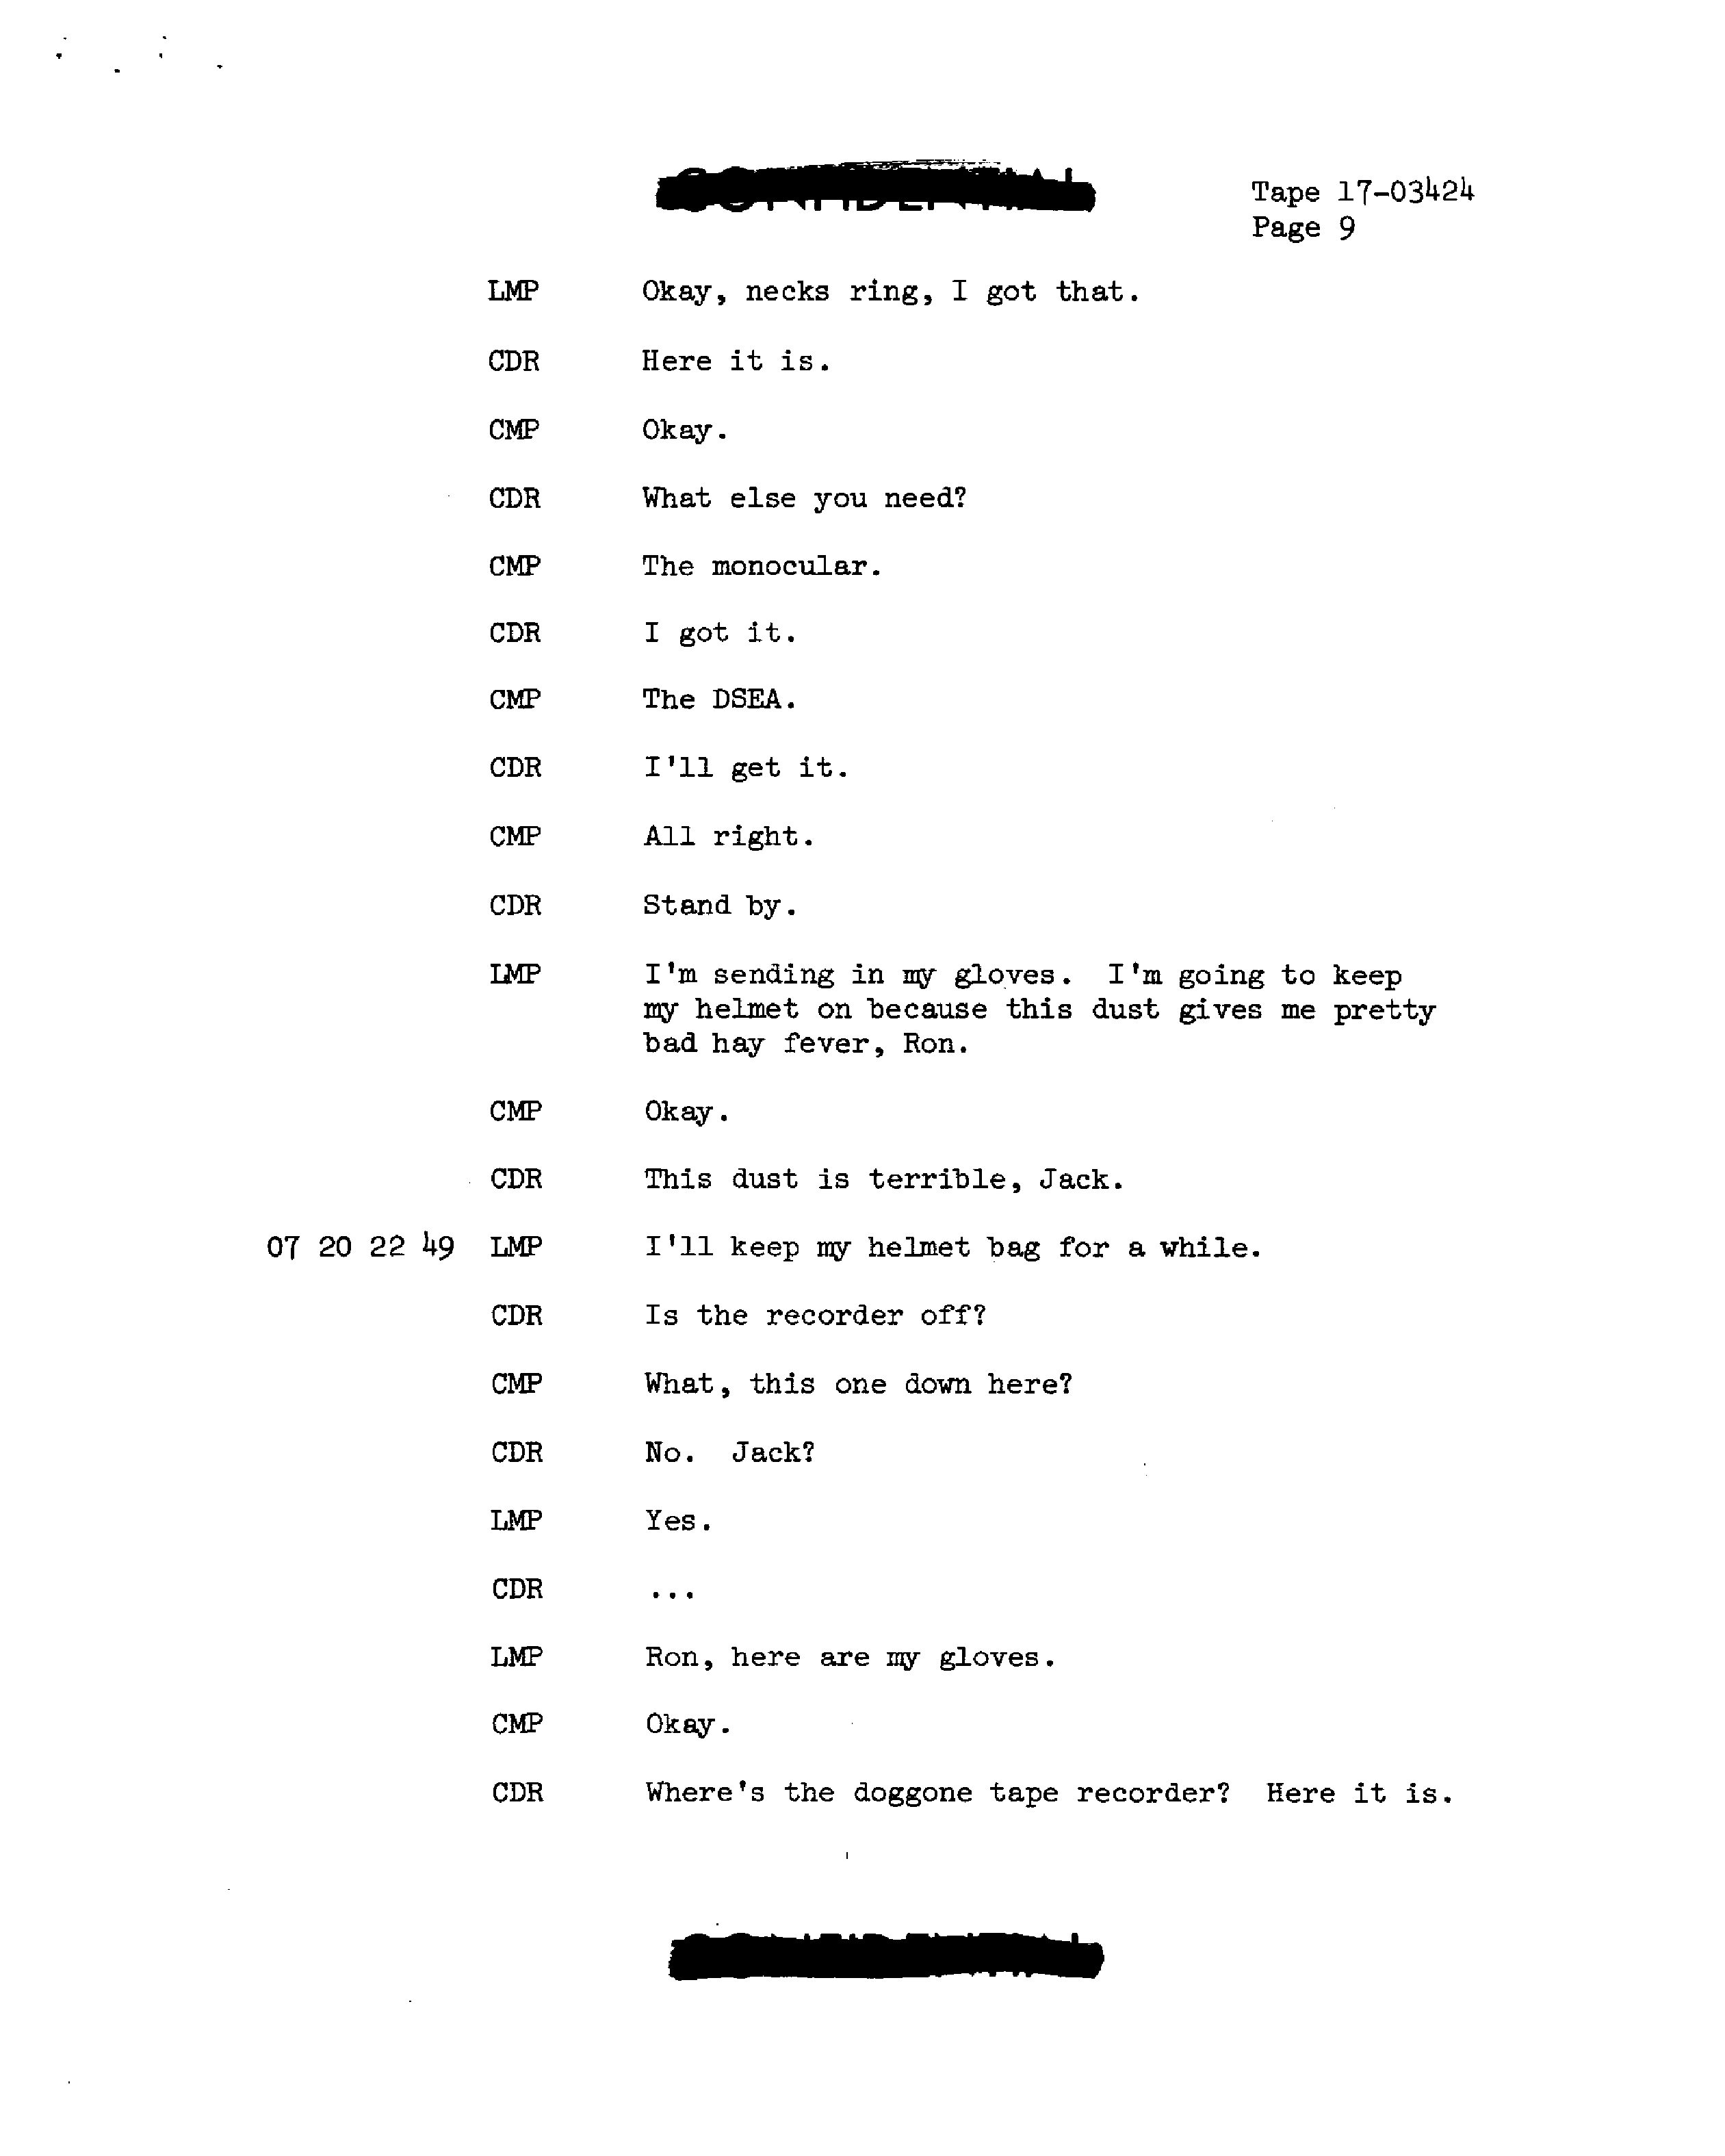 Tape 17-03424
Page 9
LMP Okay, necks ring, I got that.
CDR Here it is.
CMP Okay.
CDR What else you need?
CMP The monocular.
CDR I got it.
CMP The DSEA.
CDR I'll get it.
CMP All right.
CDR Stand by.
LMP I'm sending in my gloves. I'm going to keep
my helmet on because this dust gives me pretty
bad hay fever, Ron.
CMP Okay.
CDR This dust is terrible, Jack.
07 20 22 49 LMP I'll keep my helmet bag for a while.
CDR Is the recorder off?
CMP What, this one down here?
CDR No. Jack?
LMP Yes.
CDR ...
LMP Ron, here are my gloves.
CMP Okay.
CDR Where's the doggone tape recorder? Here it is.